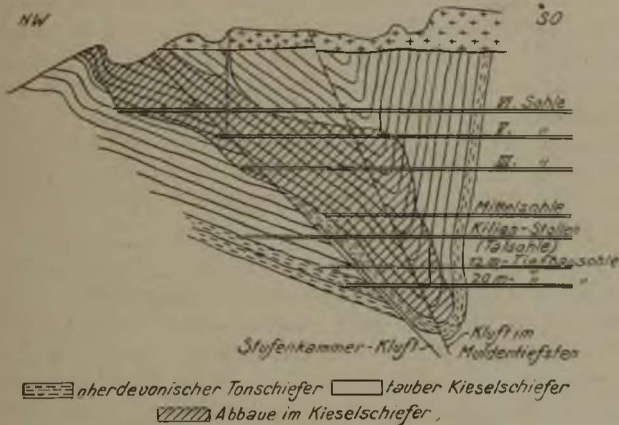 NW
SO
VI. Sohle
V. "
III. "
Mittelsohle
Kilian-Stollen
(Talsohle)
12 m-Tiefbausohle
20 m- " "
Stufenkammer-Kluft
Kluft im
Muldentiefsten
oberdevonischer Tonschiefer
tauber Kieselschiefer
Abbaue im Kieselschiefer,